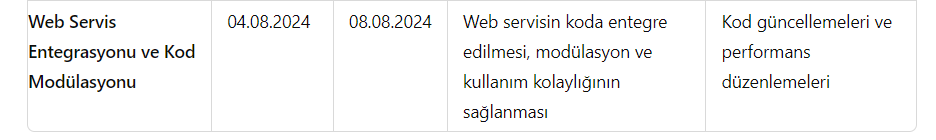 Web Servis
Entegrasyonu ve Kod
Modülasyonu
04.08.2024
08.08.2024
Web servisin koda entegre
edilmesi, modülasyon ve
kullanım kolaylığının
sağlanması
Kod güncellemeleri ve
performans
düzenlemeleri